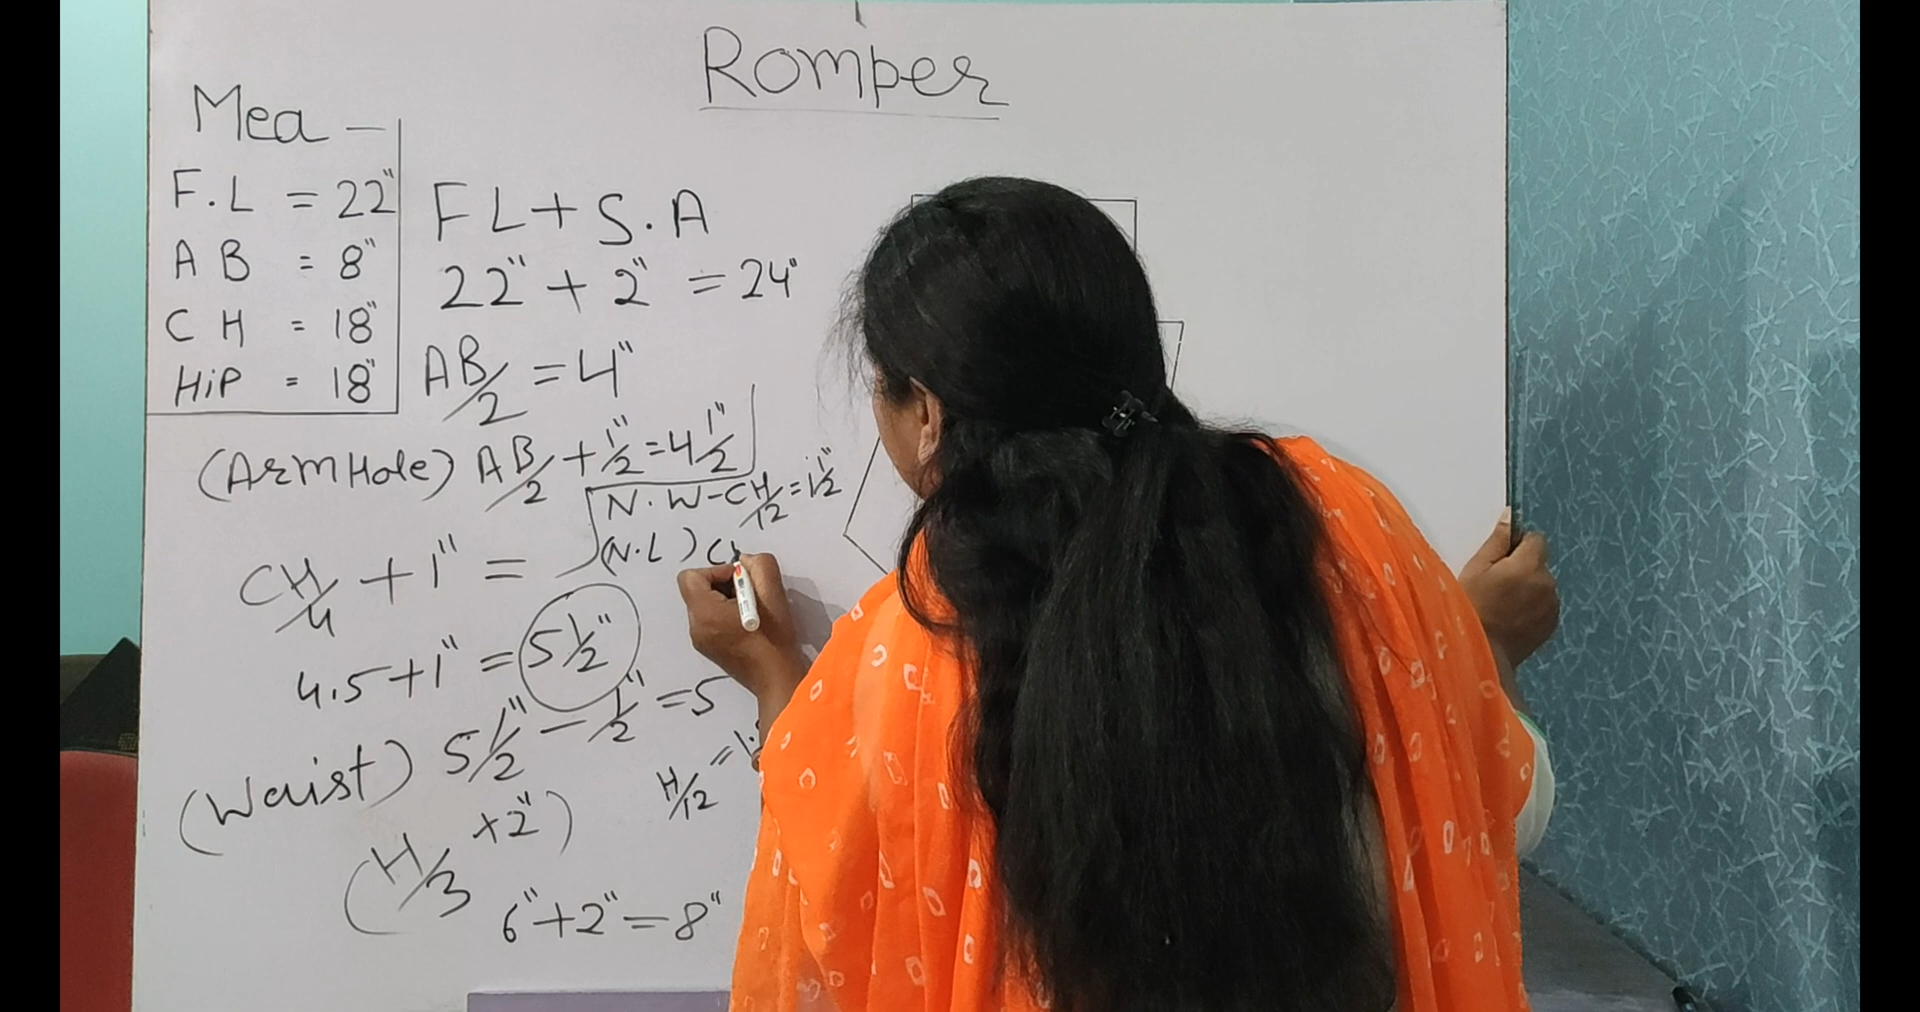 Romper
Mea -
F.L = 22"
A B = 8"
C H = 18"
HiP = 18"
FL + S.A
22" + 2" = 24"
AB/2 = 4"
(ArmHole) AB/2 + 1/2" = 4 1/2"
N.W - CH/12 = 1 1/2"
(N.L) C
CH/4 + 1" =
4.5 + 1" = 5 1/2"
(Waist) 5 1/2" - 1/2" = 5
H/12 = 1.
(H/3 + 2")
6" + 2" = 8"